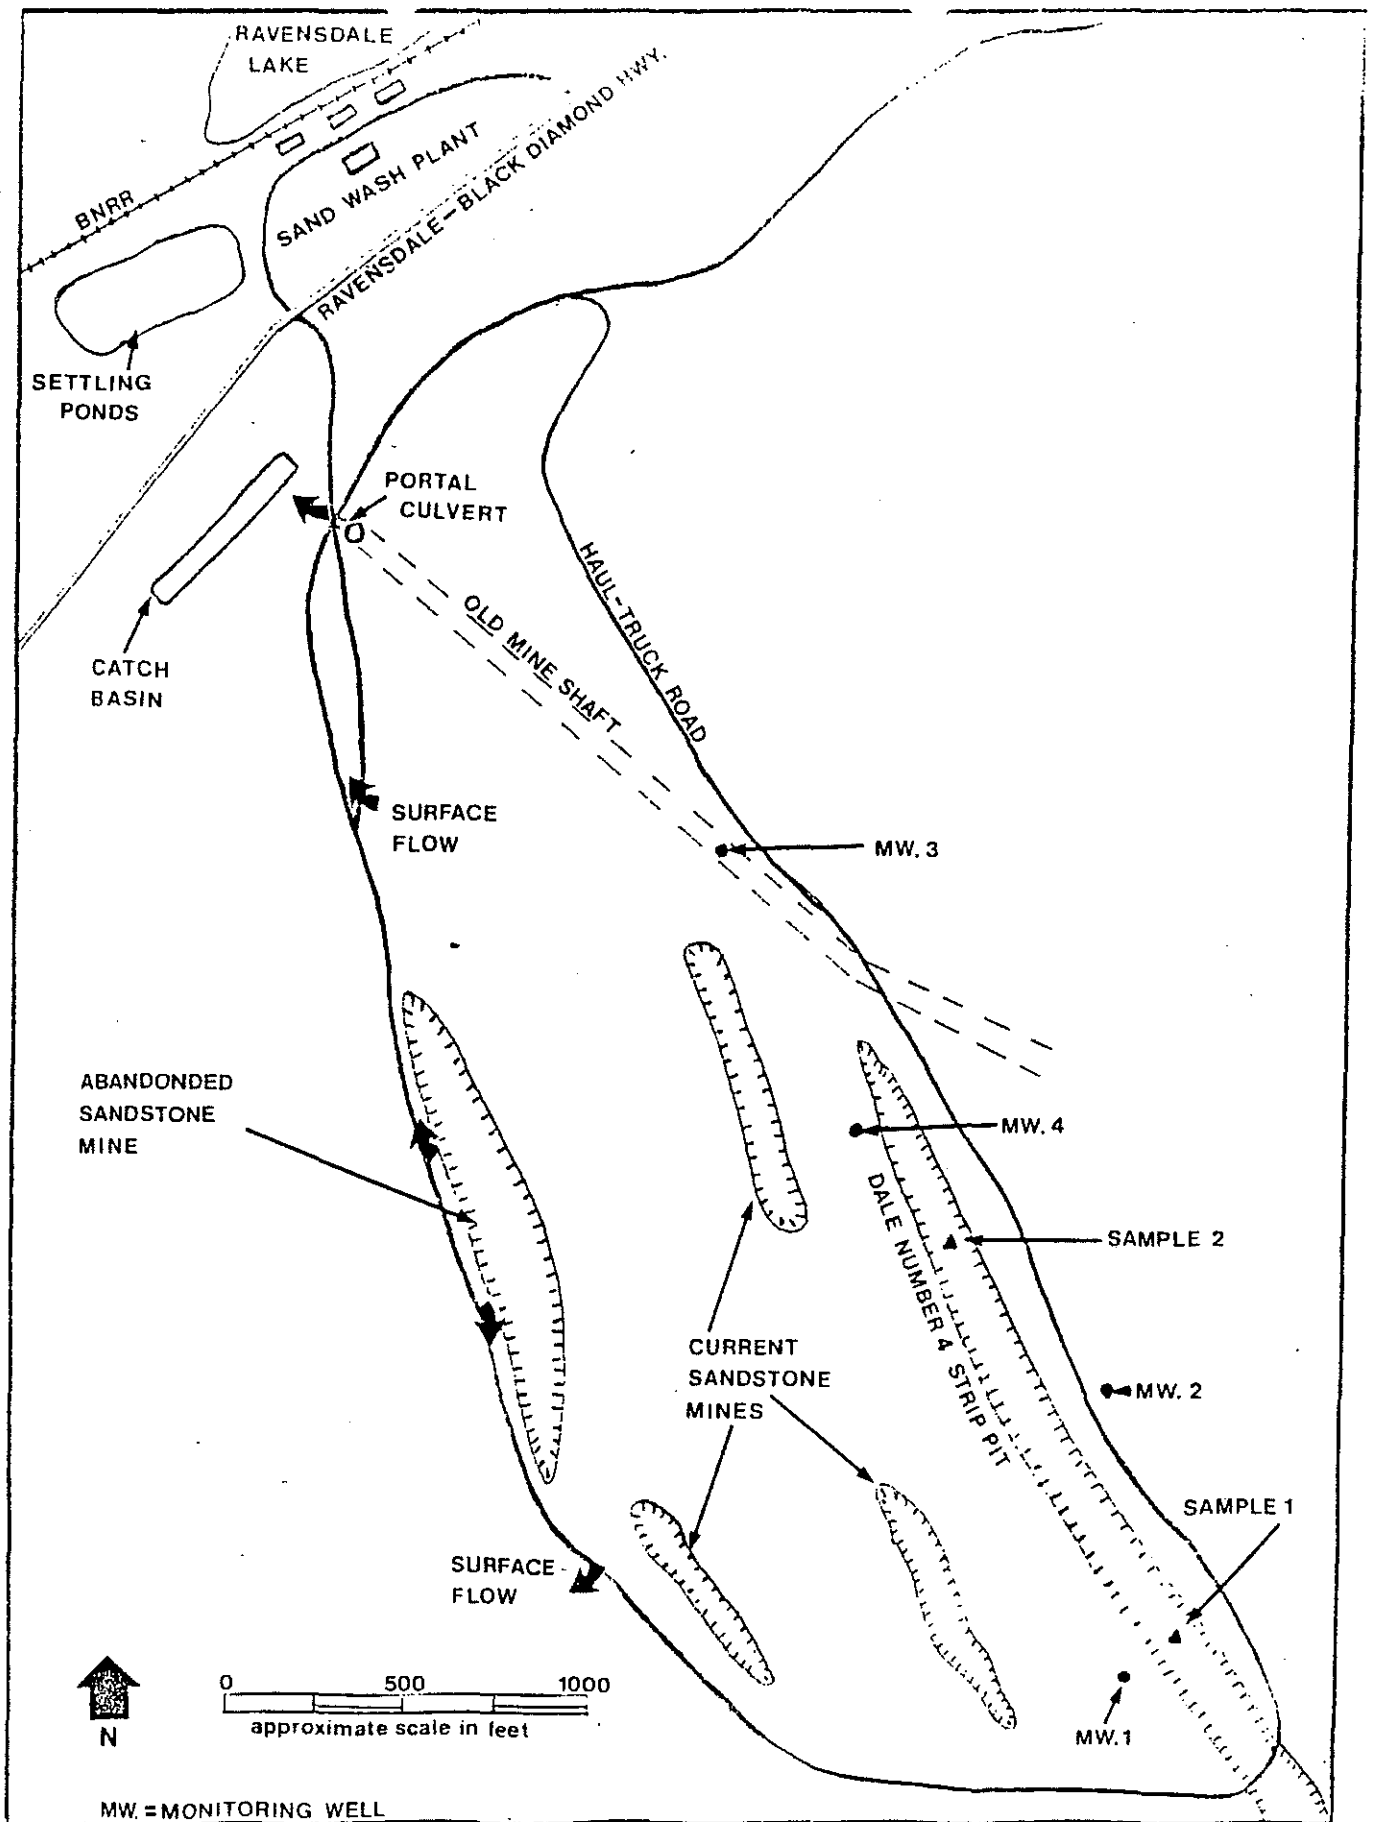 RAVENSDALE
LAKE
BNRR
SAND WASH PLANT
RAVENSDALE-BLACK DIAMOND HWY.
SETTLING
PONDS
PORTAL
CULVERT
CATCH
BASIN
OLD MINE SHAFT
HAUL-TRUCK ROAD
SURFACE
FLOW
MW. 3
ABANDONDED
SANDSTONE
MINE
MW. 4
DALE NUMBER 4 STRIP PIT
SAMPLE 2
CURRENT
SANDSTONE
MINES
MW. 2
SAMPLE 1
SURFACE
FLOW
MW. 1
N
0 500 1000
approximate scale in feet
MW. = MONITORING WELL